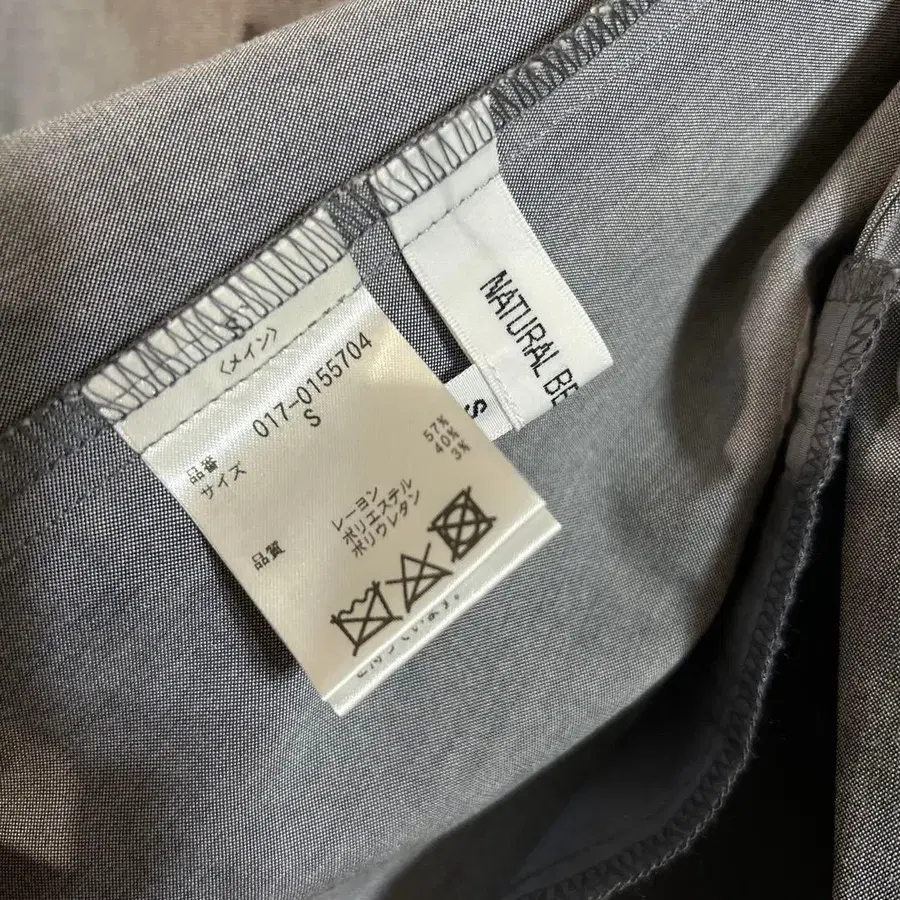 S
〈メイン〉
品番 017-0155704
サイズ S
品質 レーヨン 57%
ポリエステル 40%
ポリウレタン 3%
NATURAL BE
S